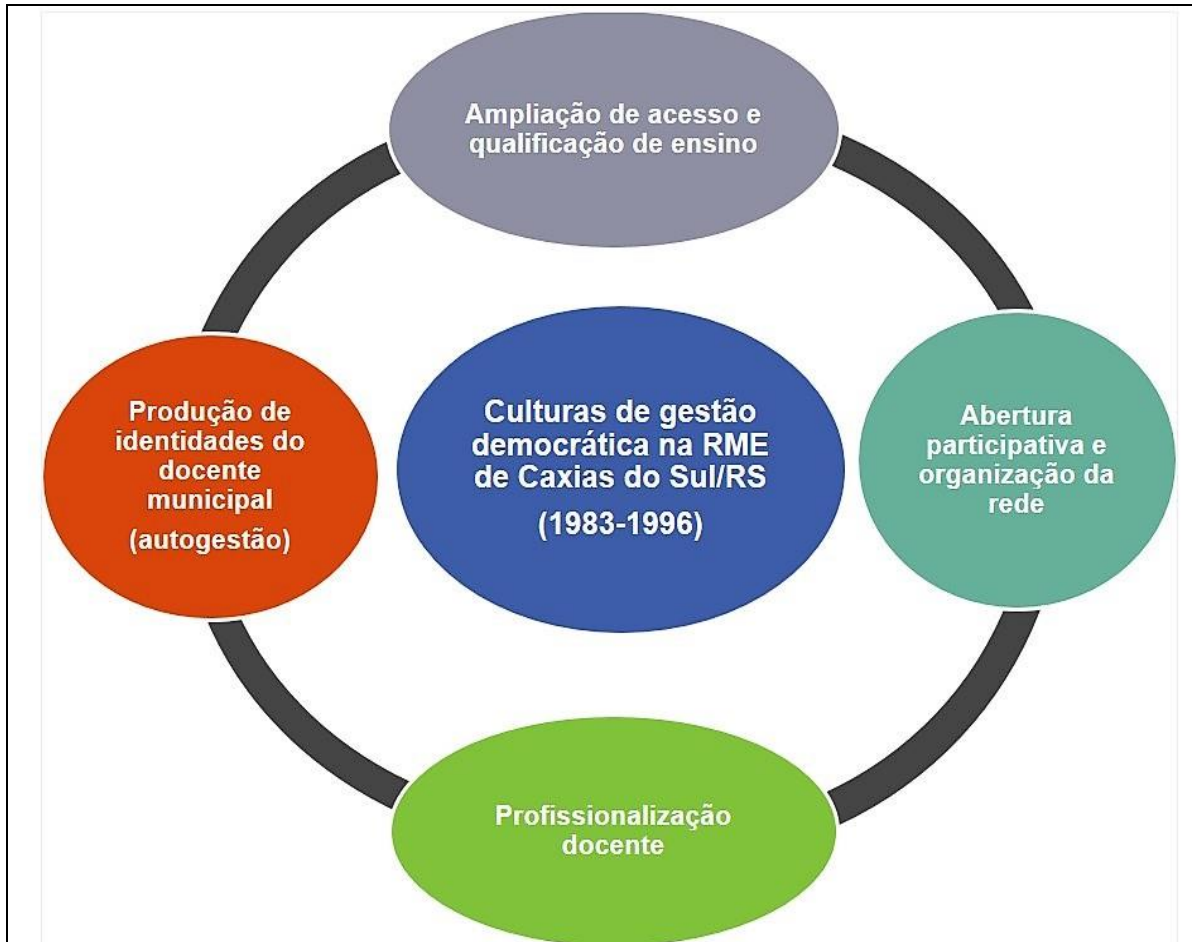 Ampliação de acesso e
qualificação de ensino
Produção de
identidades do
docente
municipal
(autogestão)
Culturas de gestão
democrática na RME
de Caxias do Sul/RS
(1983-1996)
Abertura
participativa e
organização da
rede
Profissionalização
docente